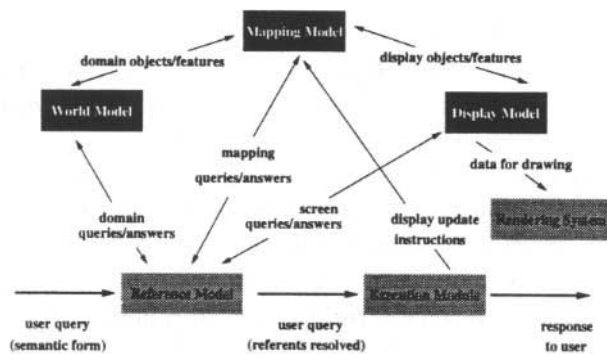 Mapping Model
domain objects/features
display objects/features
World Model
Display Model
mapping
queries/answers
data for drawing
screen
queries/answers
Rendering System
domain
queries/answers
display update
instructions
Reference Model
Execution Module
user query
(semantic form)
user query
(referents resolved)
response
to user